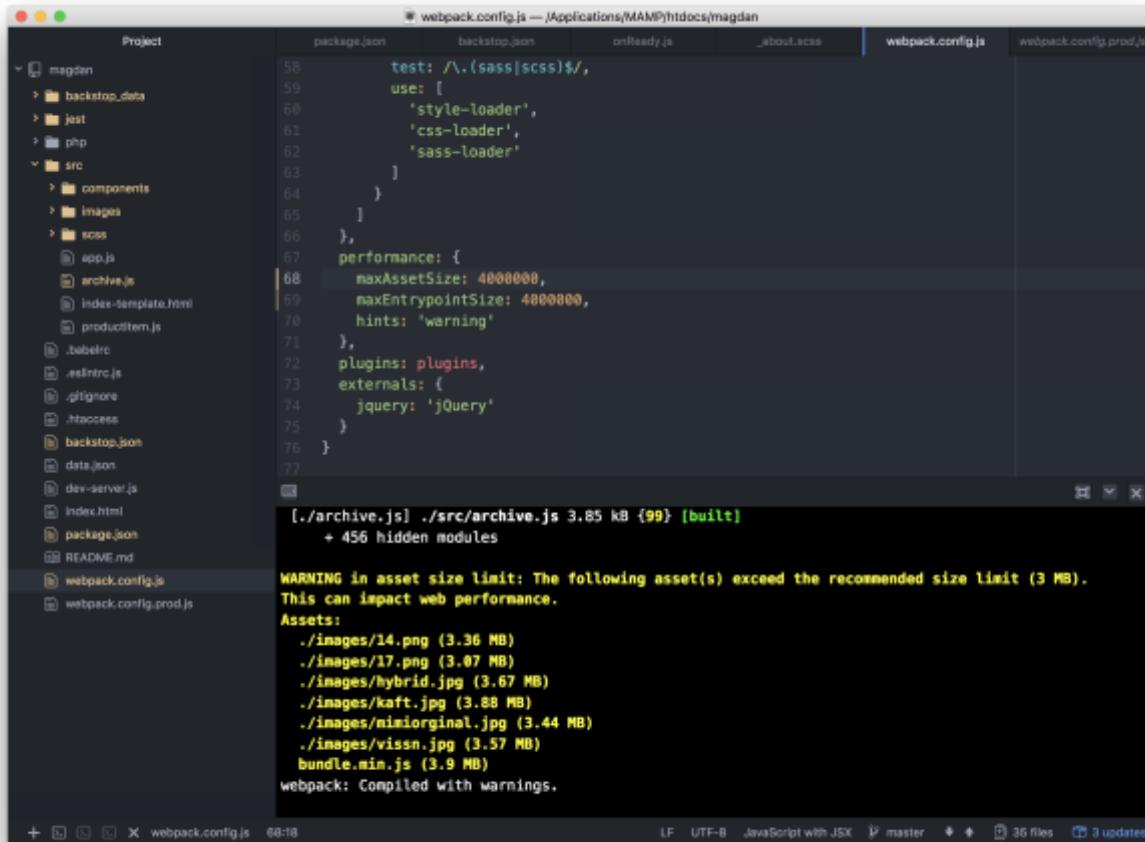 webpack.config.js — /Applications/MAMP/htdocs/magdan
Project
package.json
backstop.json
onReady.js
_about.scss
webpack.config.js
webpack.config.prod.js
magdan
backstop_data
jest
php
src
components
images
scss
app.js
archive.js
index-template.html
productItem.js
.babelrc
.eslintrc.js
.gitignore
.htaccess
backstop.json
data.json
dev-server.js
index.html
package.json
README.md
webpack.config.js
webpack.config.prod.js
58 test: /\.(sass|scss)$/,
59 use: [
60 'style-loader',
61 'css-loader',
62 'sass-loader'
63 ]
64 }
65 ]
66 },
67 performance: {
68 maxAssetSize: 4000000,
69 maxEntrypointSize: 4000000,
70 hints: 'warning'
71 },
72 plugins: plugins,
73 externals: {
74 jquery: 'jQuery'
75 }
76 }
77
[./archive.js] ./src/archive.js 3.85 kB {99} [built]
+ 456 hidden modules
WARNING in asset size limit: The following asset(s) exceed the recommended size limit (3 MB).
This can impact web performance.
Assets:
./images/14.png (3.36 MB)
./images/17.png (3.07 MB)
./images/hybrid.jpg (3.67 MB)
./images/kaft.jpg (3.88 MB)
./images/mimiorginal.jpg (3.44 MB)
./images/vissn.jpg (3.57 MB)
bundle.min.js (3.9 MB)
webpack: Compiled with warnings.
webpack.config.js 68:18 LF UTF-8 JavaScript with JSX master 36 files 3 updates